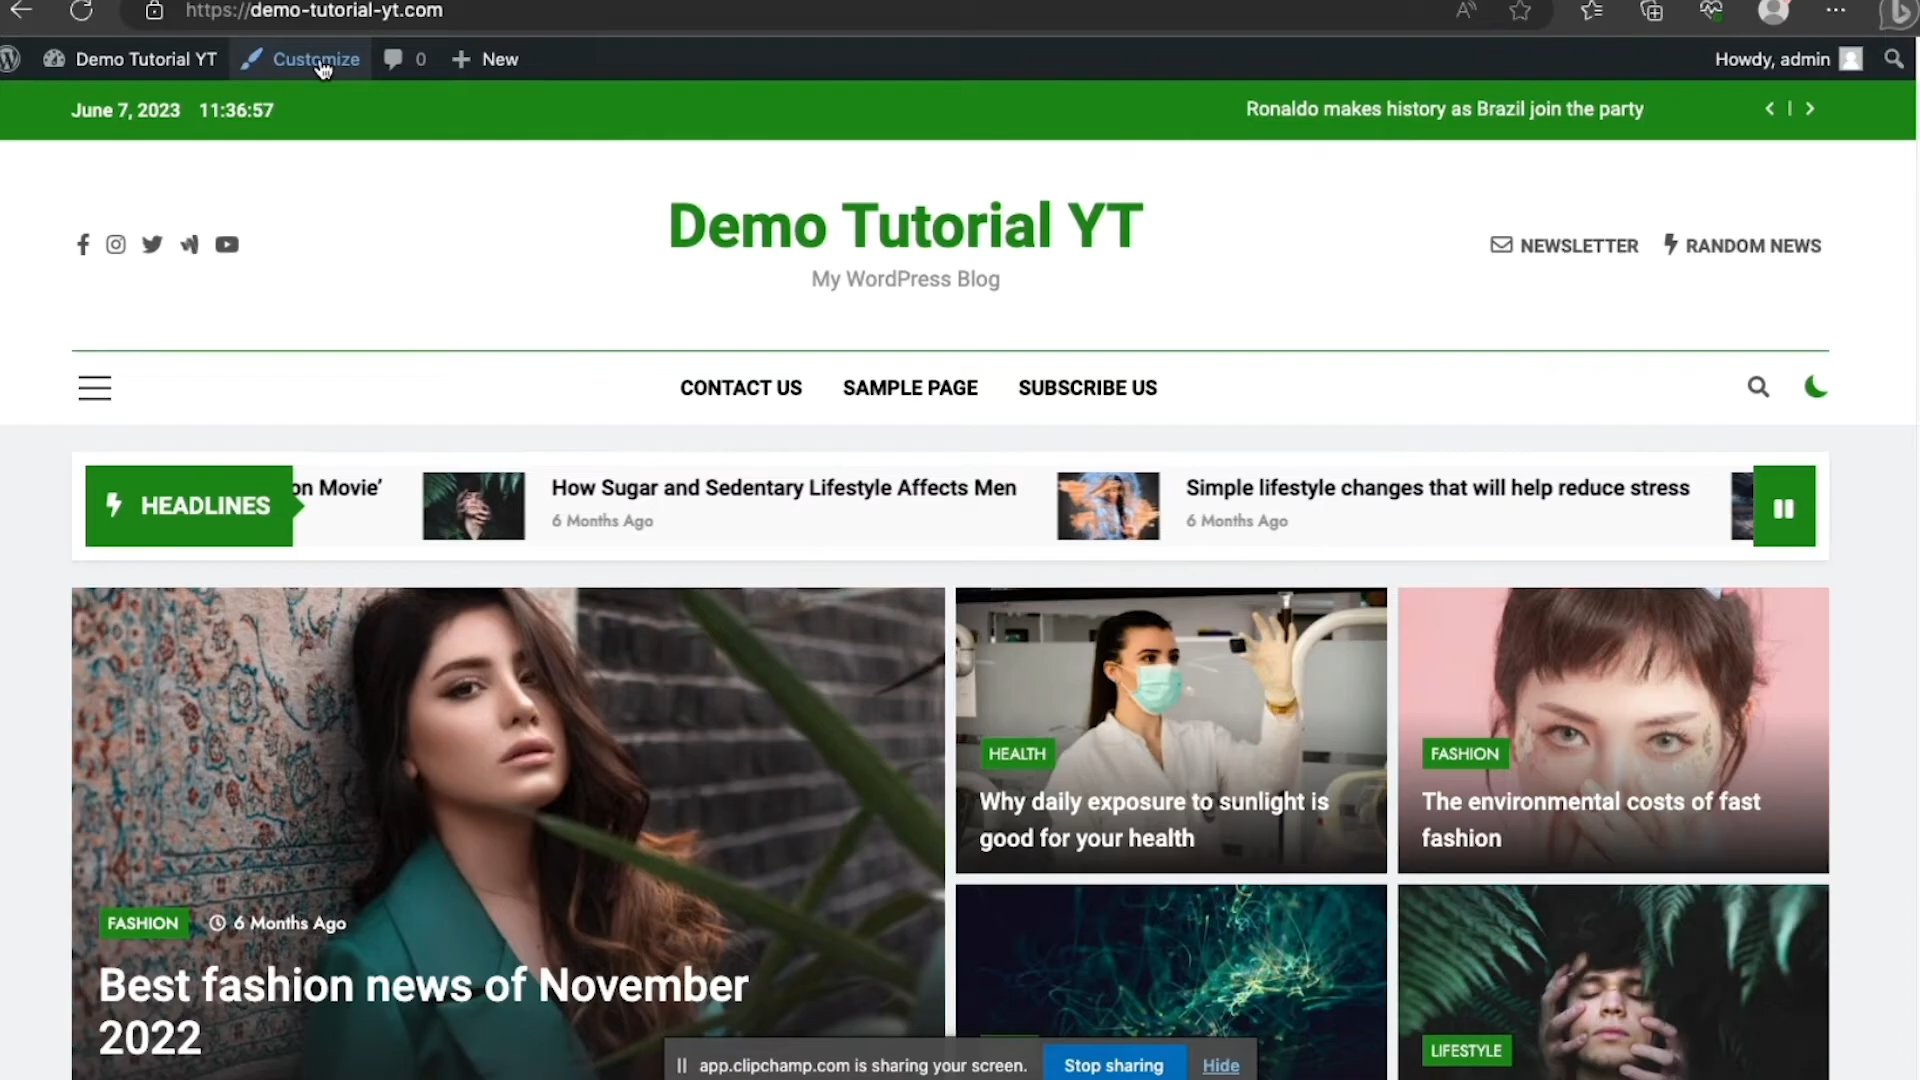 https://demo-tutorial-yt.com
Demo Tutorial YT Customize 0 New Howdy, admin
June 7, 2023 11:36:57 Ronaldo makes history as Brazil join the party
Demo Tutorial YT
My WordPress Blog
NEWSLETTER RANDOM NEWS
CONTACT US SAMPLE PAGE SUBSCRIBE US
HEADLINES
on Movie’
How Sugar and Sedentary Lifestyle Affects Men
6 Months Ago
Simple lifestyle changes that will help reduce stress
6 Months Ago
FASHION 6 Months Ago
Best fashion news of November
2022
HEALTH
Why daily exposure to sunlight is
good for your health
FASHION
The environmental costs of fast
fashion
LIFESTYLE
app.clipchamp.com is sharing your screen. Stop sharing Hide